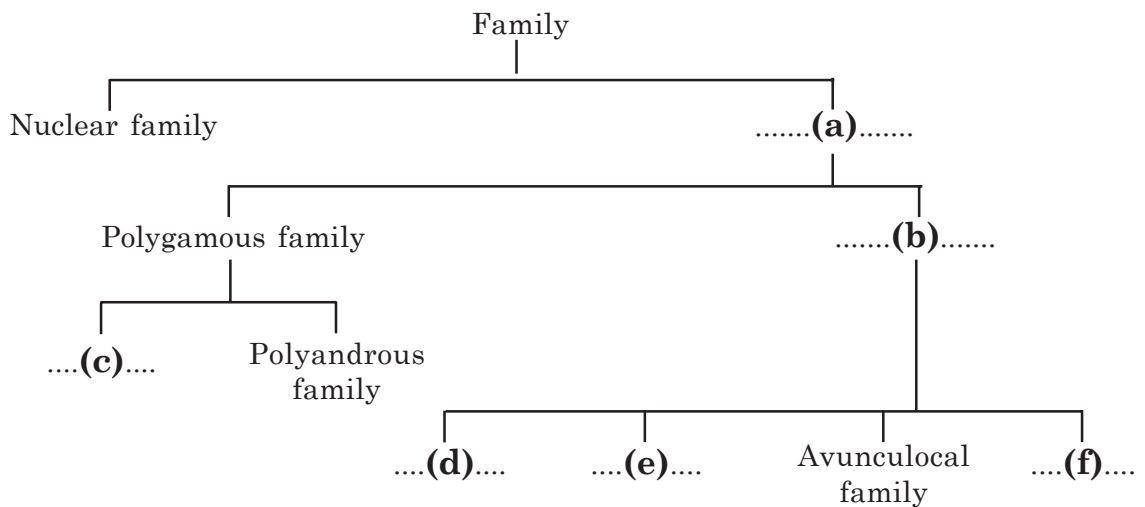 Family
Nuclear family
.......(a).......
Polygamous family
.......(b).......
....(c)....
Polyandrous
family
....(d)....
....(e)....
Avunculocal
family
....(f)....